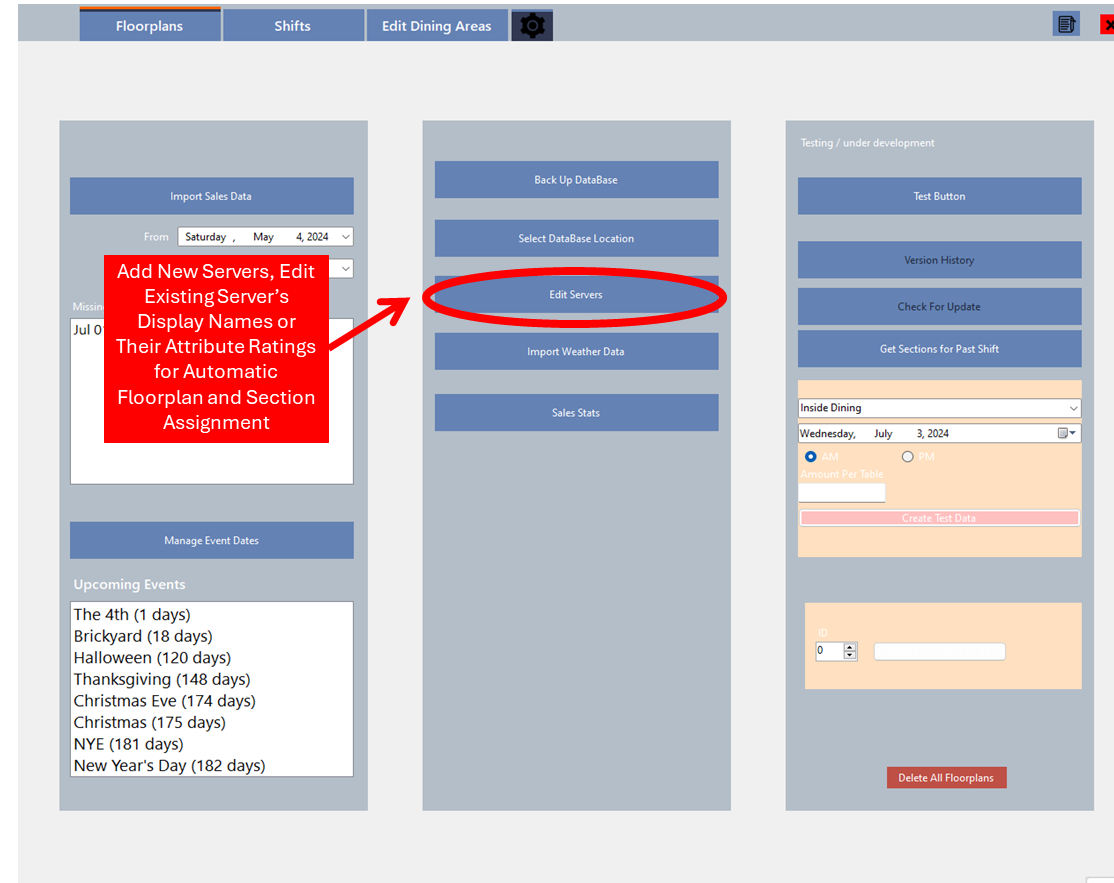 Floorplans
Shifts
Edit Dining Areas
Import Sales Data
From
Saturday , May 4, 2024
Missin
Jul 0
Add New Servers, Edit
Existing Server's
Display Names or
Their Attribute Ratings
for Automatic
Floorplan and Section
Assignment
Manage Event Dates
Upcoming Events
The 4th (1 days)
Brickyard (18 days)
Halloween (120 days)
Thanksgiving (148 days)
Christmas Eve (174 days)
Christmas (175 days)
NYE (181 days)
New Year's Day (182 days)
Back Up DataBase
Select DataBase Location
Edit Servers
Import Weather Data
Sales Stats
Testing / under development
Test Button
Version History
Check For Update
Get Sections for Past Shift
Inside Dining
Wednesday, July 3, 2024
AM
PM
Amount Per Table
Create Test Data
ID
0
Delete All Floorplans